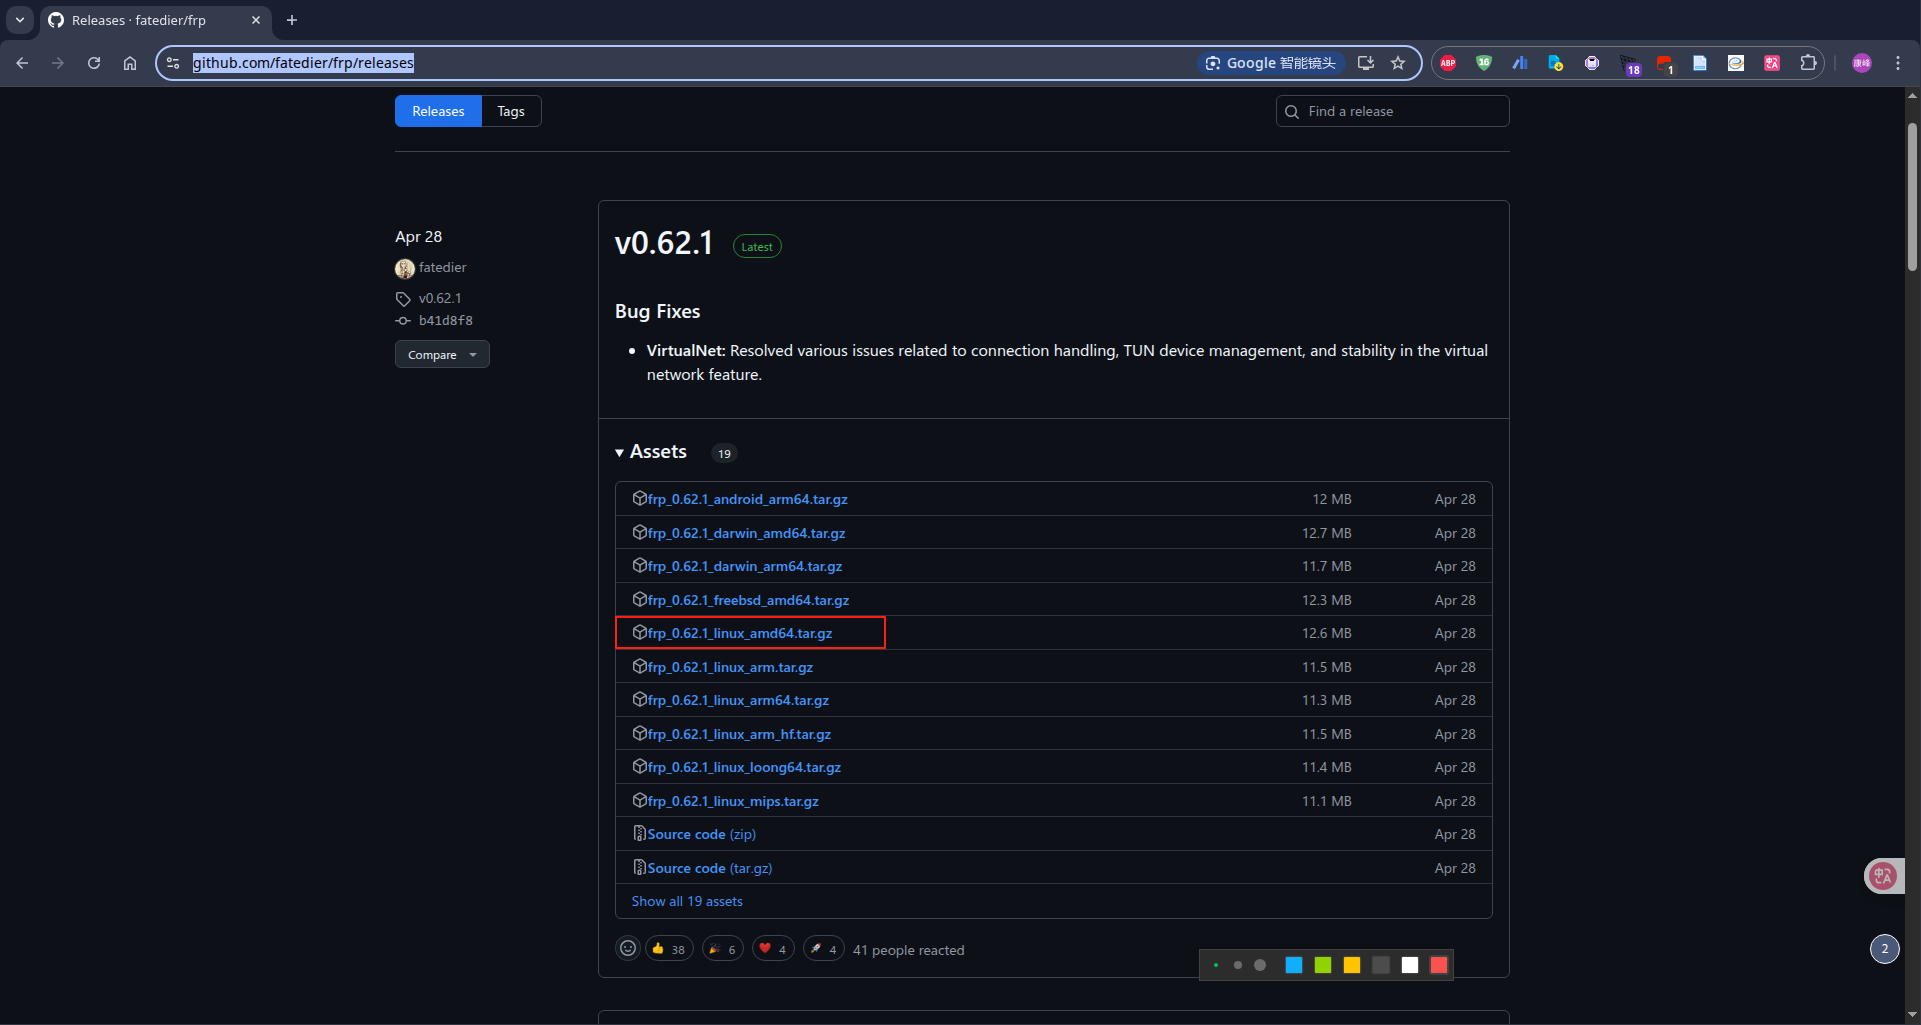 Releases · fatedier/frp
github.com/fatedier/frp/releases
Google 智能镜头
ABP
16
18
1
康峰
Releases
Tags
Find a release
Apr 28
fatedier
v0.62.1
b41d8f8
Compare
v0.62.1
Latest
Bug Fixes
VirtualNet: Resolved various issues related to connection handling, TUN device management, and stability in the virtual
network feature.
Assets 19
frp_0.62.1_android_arm64.tar.gz 12 MB Apr 28
frp_0.62.1_darwin_amd64.tar.gz 12.7 MB Apr 28
frp_0.62.1_darwin_arm64.tar.gz 11.7 MB Apr 28
frp_0.62.1_freebsd_amd64.tar.gz 12.3 MB Apr 28
frp_0.62.1_linux_amd64.tar.gz 12.6 MB Apr 28
frp_0.62.1_linux_arm.tar.gz 11.5 MB Apr 28
frp_0.62.1_linux_arm64.tar.gz 11.3 MB Apr 28
frp_0.62.1_linux_arm_hf.tar.gz 11.5 MB Apr 28
frp_0.62.1_linux_loong64.tar.gz 11.4 MB Apr 28
frp_0.62.1_linux_mips.tar.gz 11.1 MB Apr 28
Source code (zip) Apr 28
Source code (tar.gz) Apr 28
Show all 19 assets
38 6 4 4 41 people reacted
2